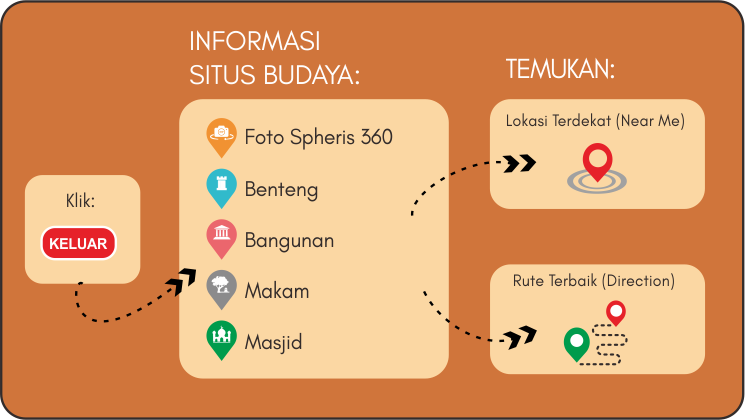 INFORMASI
SITUS BUDAYA:
TEMUKAN:
Klik:
KELUAR
Foto Spheris 360
Benteng
Bangunan
Makam
Masjid
Lokasi Terdekat (Near Me)
Rute Terbaik (Direction)